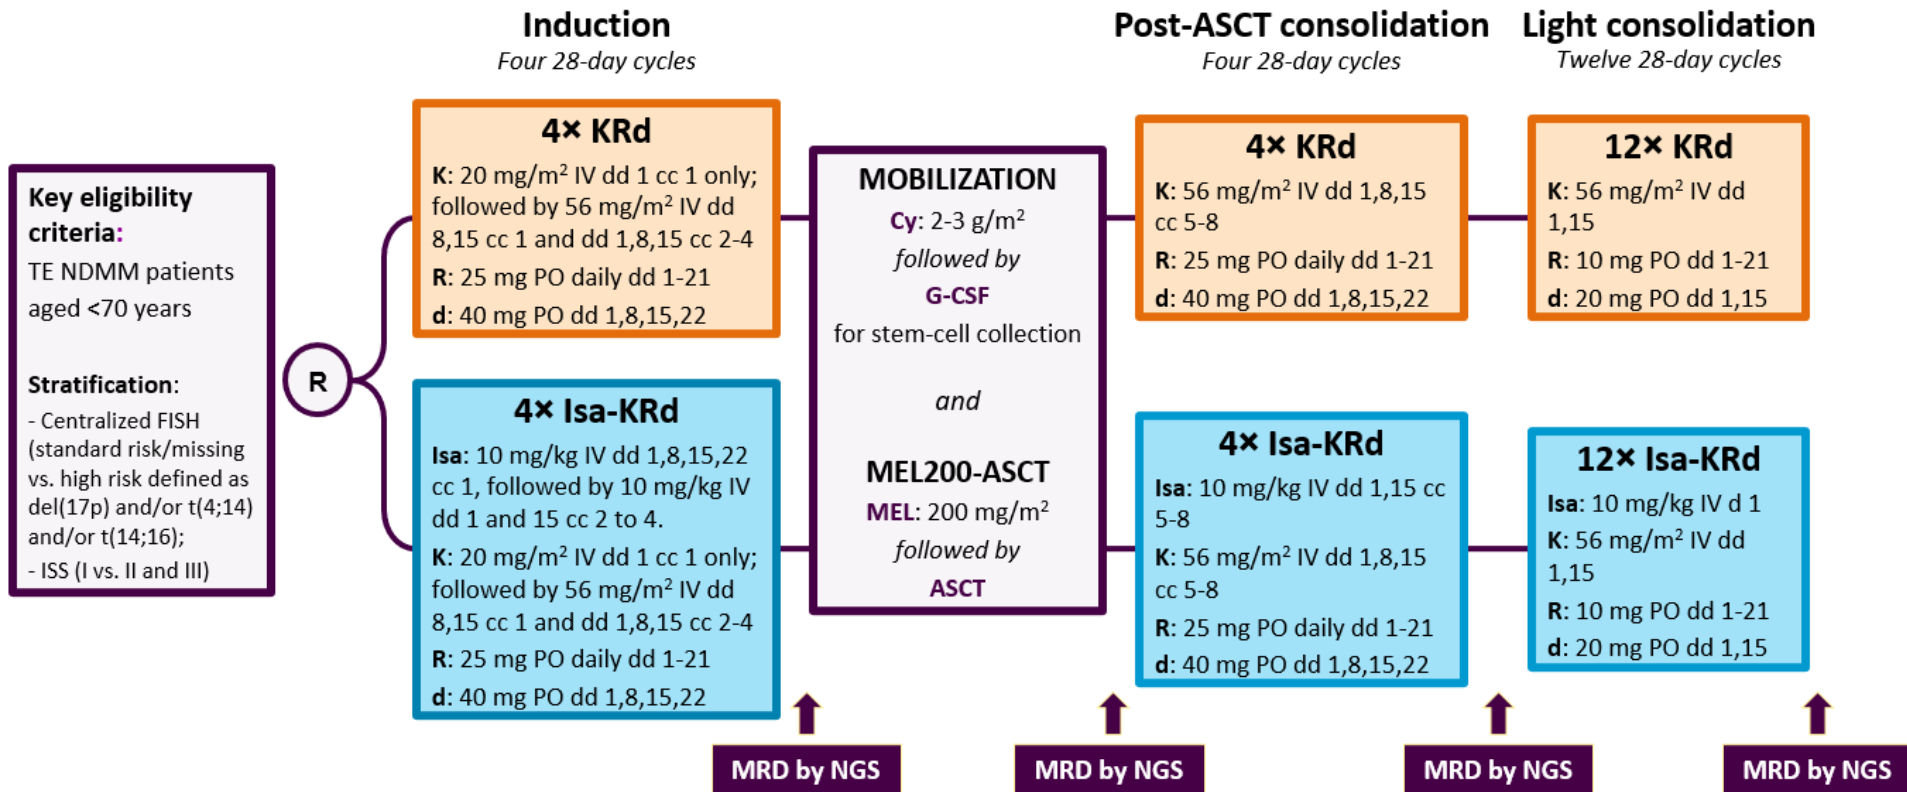 Induction
Four 28-day cycles
Post-ASCT consolidation
Four 28-day cycles
Light consolidation
Twelve 28-day cycles
Key eligibility
criteria:
TE NDMM patients
aged <70 years
Stratification:
- Centralized FISH
(standard risk/missing
vs. high risk defined as
del(17p) and/or t(4;14)
and/or t(14;16);
- ISS (I vs. II and III)
R
4× KRd
K: 20 mg/m² IV dd 1 cc 1 only;
followed by 56 mg/m² IV dd
8,15 cc 1 and dd 1,8,15 cc 2-4
R: 25 mg PO daily dd 1-21
d: 40 mg PO dd 1,8,15,22
4× Isa-KRd
Isa: 10 mg/kg IV dd 1,8,15,22
cc 1, followed by 10 mg/kg IV
dd 1 and 15 cc 2 to 4.
K: 20 mg/m² IV dd 1 cc 1 only;
followed by 56 mg/m² IV dd
8,15 cc 1 and dd 1,8,15 cc 2-4
R: 25 mg PO daily dd 1-21
d: 40 mg PO dd 1,8,15,22
MOBILIZATION
Cy: 2-3 g/m²
followed by
G-CSF
for stem-cell collection
and
MEL200-ASCT
MEL: 200 mg/m²
followed by
ASCT
4× KRd
K: 56 mg/m² IV dd 1,8,15
cc 5-8
R: 25 mg PO daily dd 1-21
d: 40 mg PO dd 1,8,15,22
4× Isa-KRd
Isa: 10 mg/kg IV dd 1,15 cc
5-8
K: 56 mg/m² IV dd 1,8,15
cc 5-8
R: 25 mg PO daily dd 1-21
d: 40 mg PO dd 1,8,15,22
12× KRd
K: 56 mg/m² IV dd
1,15
R: 10 mg PO dd 1-21
d: 20 mg PO dd 1,15
12× Isa-KRd
Isa: 10 mg/kg IV d 1
K: 56 mg/m² IV dd
1,15
R: 10 mg PO dd 1-21
d: 20 mg PO dd 1,15
MRD by NGS
MRD by NGS
MRD by NGS
MRD by NGS